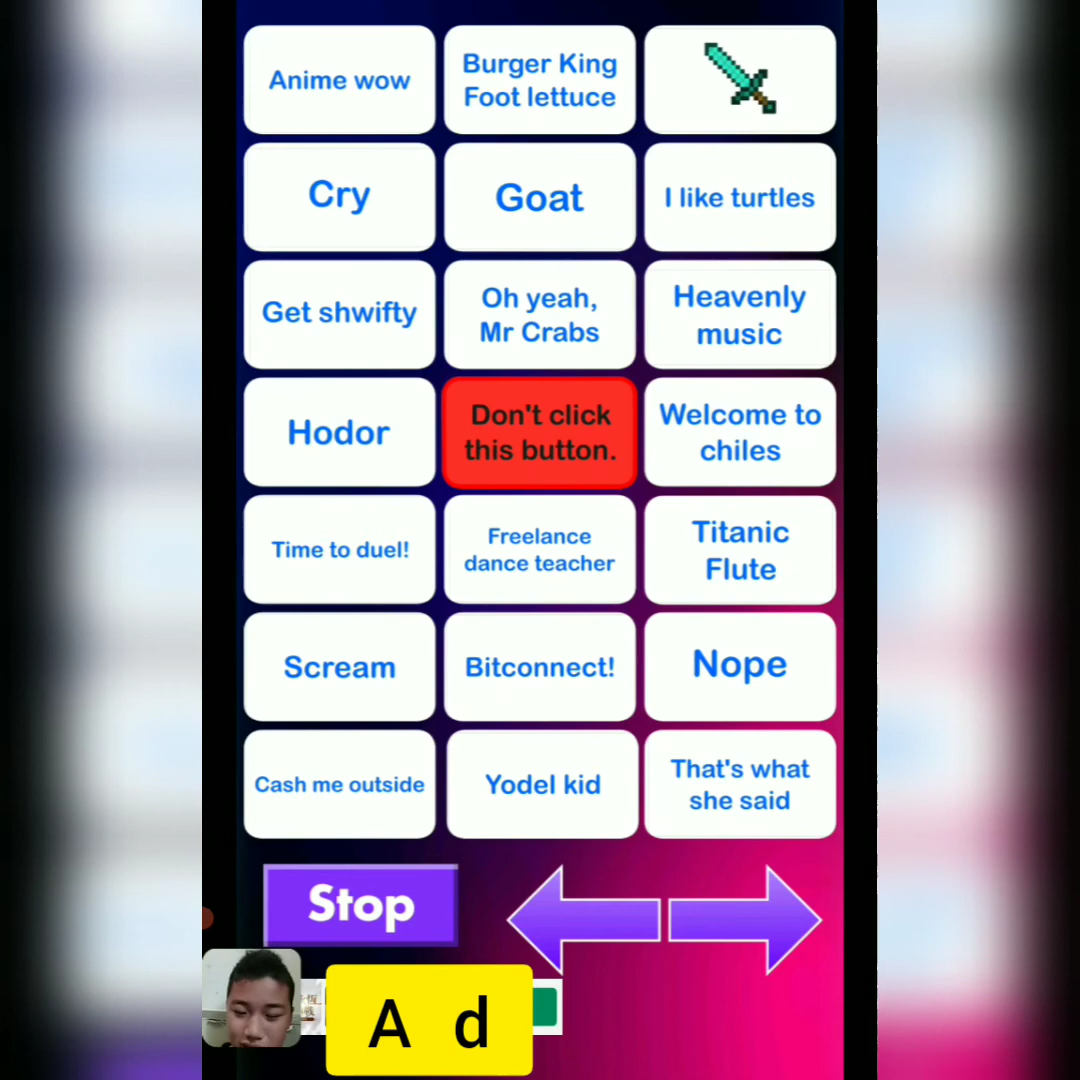 Anime wow
Burger King
Foot lettuce
Cry
Goat
I like turtles
Get shwifty
Oh yeah,
Mr Crabs
Heavenly
music
Hodor
Don't click
this button.
Welcome to
chiles
Time to duel!
Freelance
dance teacher
Titanic
Flute
Scream
Bitconnect!
Nope
Cash me outside
Yodel kid
That's what
she said
Stop
A d